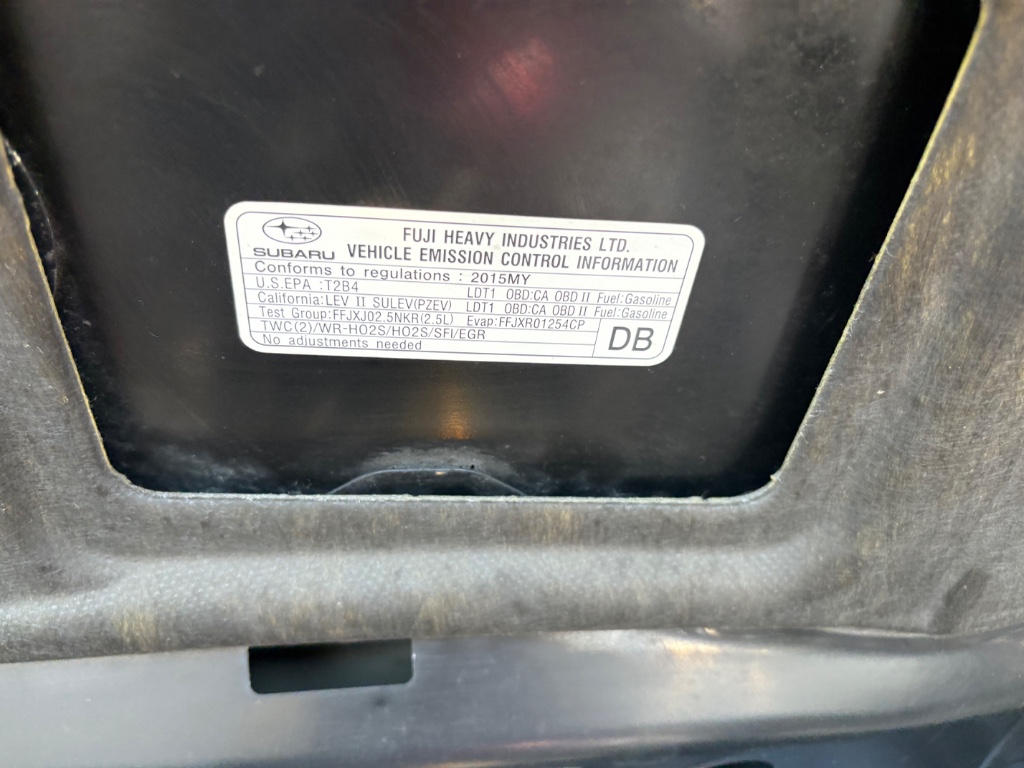 SUBARU
FUJI HEAVY INDUSTRIES LTD.
VEHICLE EMISSION CONTROL INFORMATION
Conforms to regulations : 2015MY
U.S.EPA :T2B4 LDT1 OBD:CA OBD II Fuel:Gasoline
California:LEV II SULEV(PZEV) LDT1 OBD:CA OBD II Fuel:Gasoline
Test Group:FFJXJ02.5NKR(2.5L) Evap:FFJXR01254CP
TWC(2)/WR-HO2S/HO2S/SFI/EGR
No adjustments needed
DB